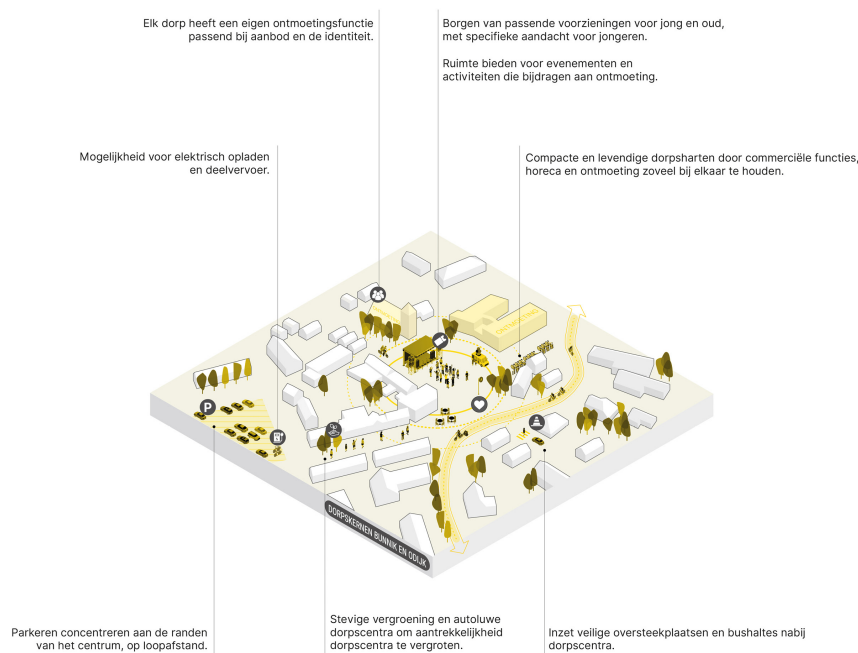 Elk dorp heeft een eigen ontmoetingsfunctie
passend bij aanbod en de identiteit.
Borgen van passende voorzieningen voor jong en oud,
met specifieke aandacht voor jongeren.
Ruimte bieden voor evenementen en
activiteiten die bijdragen aan ontmoeting.
Mogelijkheid voor elektrisch opladen
en deelvervoer.
Compacte en levendige dorpsharten door commerciële functies,
horeca en ontmoeting zoveel bij elkaar te houden.
ONTMOETING
P
DORPSKERNEN BUNNIK EN ODIJK
Parkeren concentreren aan de randen
van het centrum, op loopafstand.
Stevige vergroening en autoluwe
dorpscentra om aantrekkelijkheid
dorpscentra te vergroten.
Inzet veilige oversteekplaatsen en bushaltes nabij
dorpscentra.